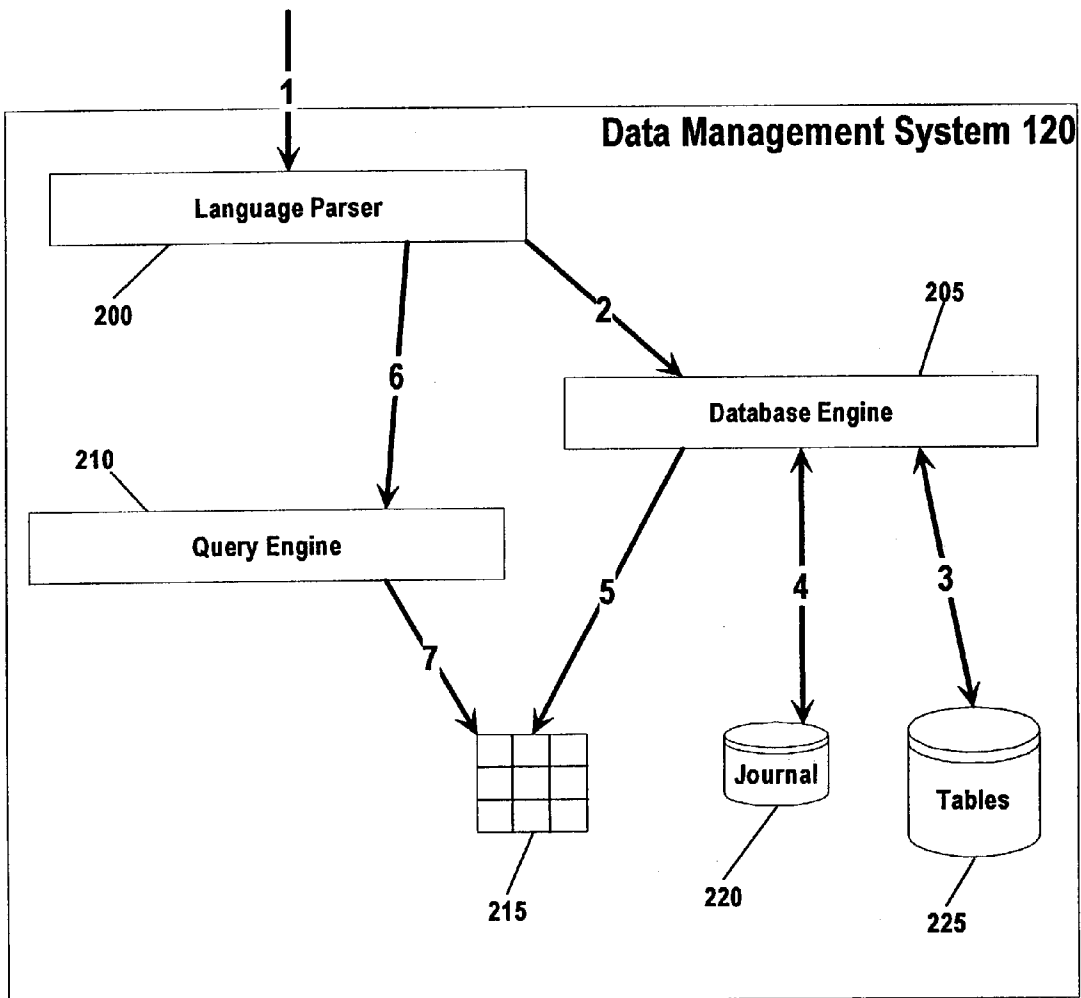 1
Data Management System 120
Language Parser
200
2
205
6
Database Engine
210
Query Engine
5
4
3
7
Journal
Tables
215
220
225